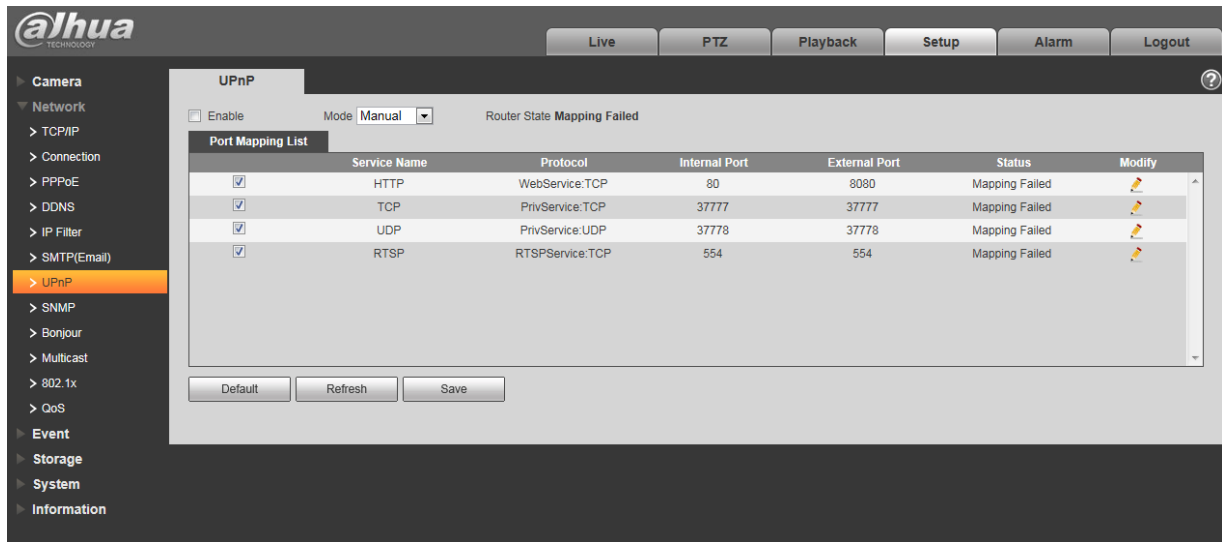 alhua
TECHNOLOGY
Live PTZ Playback Setup Alarm Logout
Camera
Network
TCP/IP
Connection
PPPoE
DDNS
IP Filter
SMTP(Email)
UPnP
SNMP
Bonjour
Multicast
802.1x
QoS
Event
Storage
System
Information
UPnP ?
Enable Mode Manual Router State Mapping Failed
Port Mapping List
Service Name Protocol Internal Port External Port Status Modify
HTTP WebService:TCP 80 8080 Mapping Failed
TCP PrivService:TCP 37777 37777 Mapping Failed
UDP PrivService:UDP 37778 37778 Mapping Failed
RTSP RTSPService:TCP 554 554 Mapping Failed
Default Refresh Save